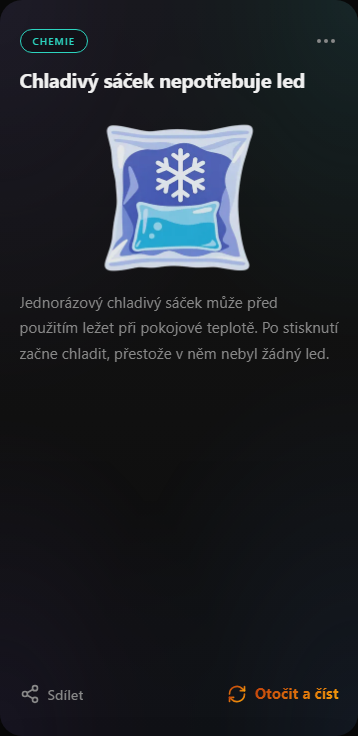 CHEMIE
Chladivý sáček nepotřebuje led
Jednorázový chladivý sáček může před
použitím ležet při pokojové teplotě. Po stisknutí
začne chladit, přestože v něm nebyl žádný led.
Sdílet
Otočit a číst